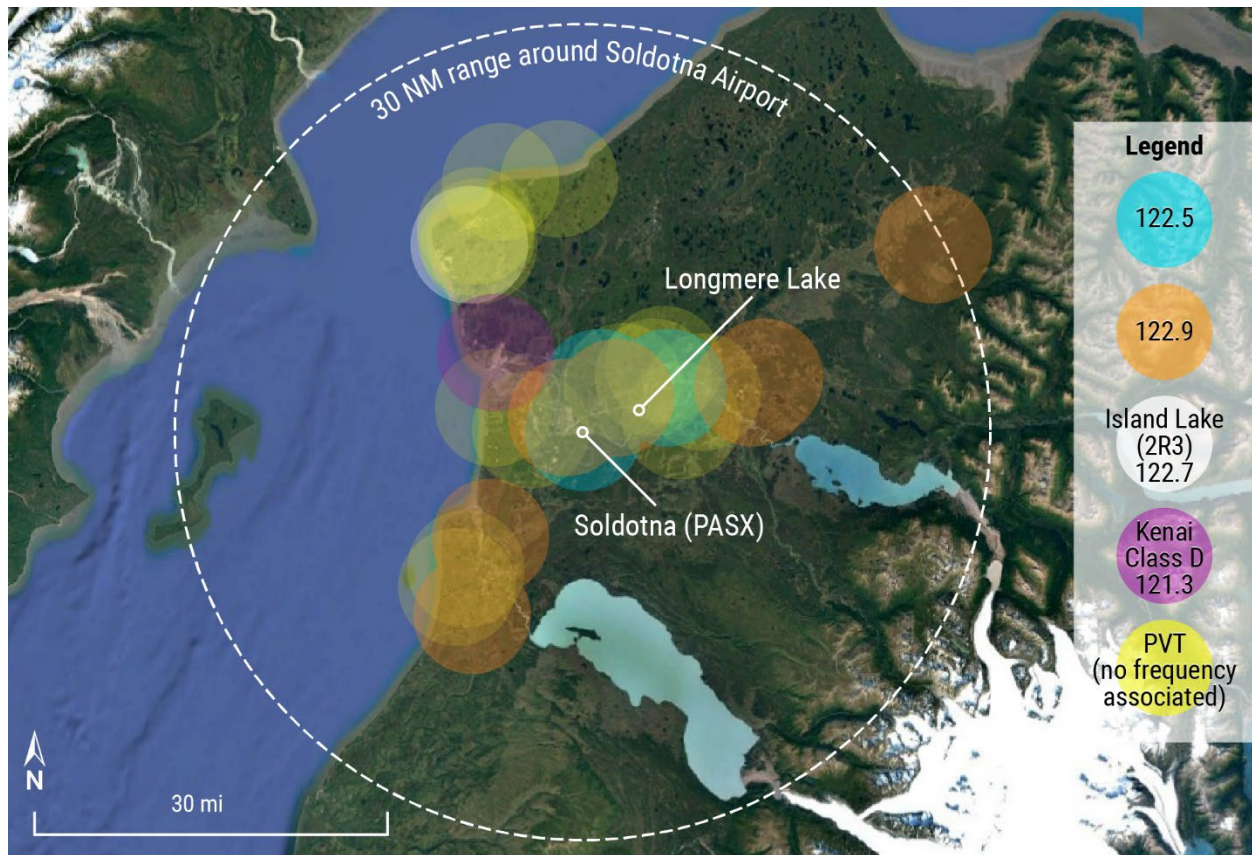 30 NM range around Soldotna Airport
Longmere Lake
Soldotna (PASX)
Legend
122.5
122.9
Island Lake
(2R3)
122.7
Kenai
Class D
121.3
PVT
(no frequency
associated)
N
30 mi